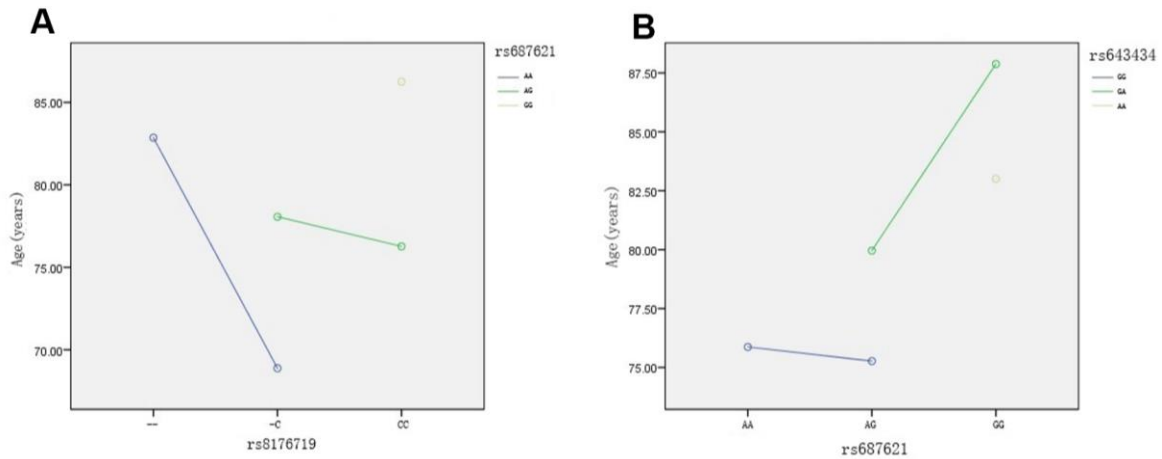 A
rs687621
AA
AG
GG
85.00
80.00
75.00
70.00
Age(years)
--
-C
CC
rs8176719
B
rs643434
GG
GA
AA
87.50
85.00
82.50
80.00
77.50
75.00
Age(years)
AA
AG
GG
rs687621